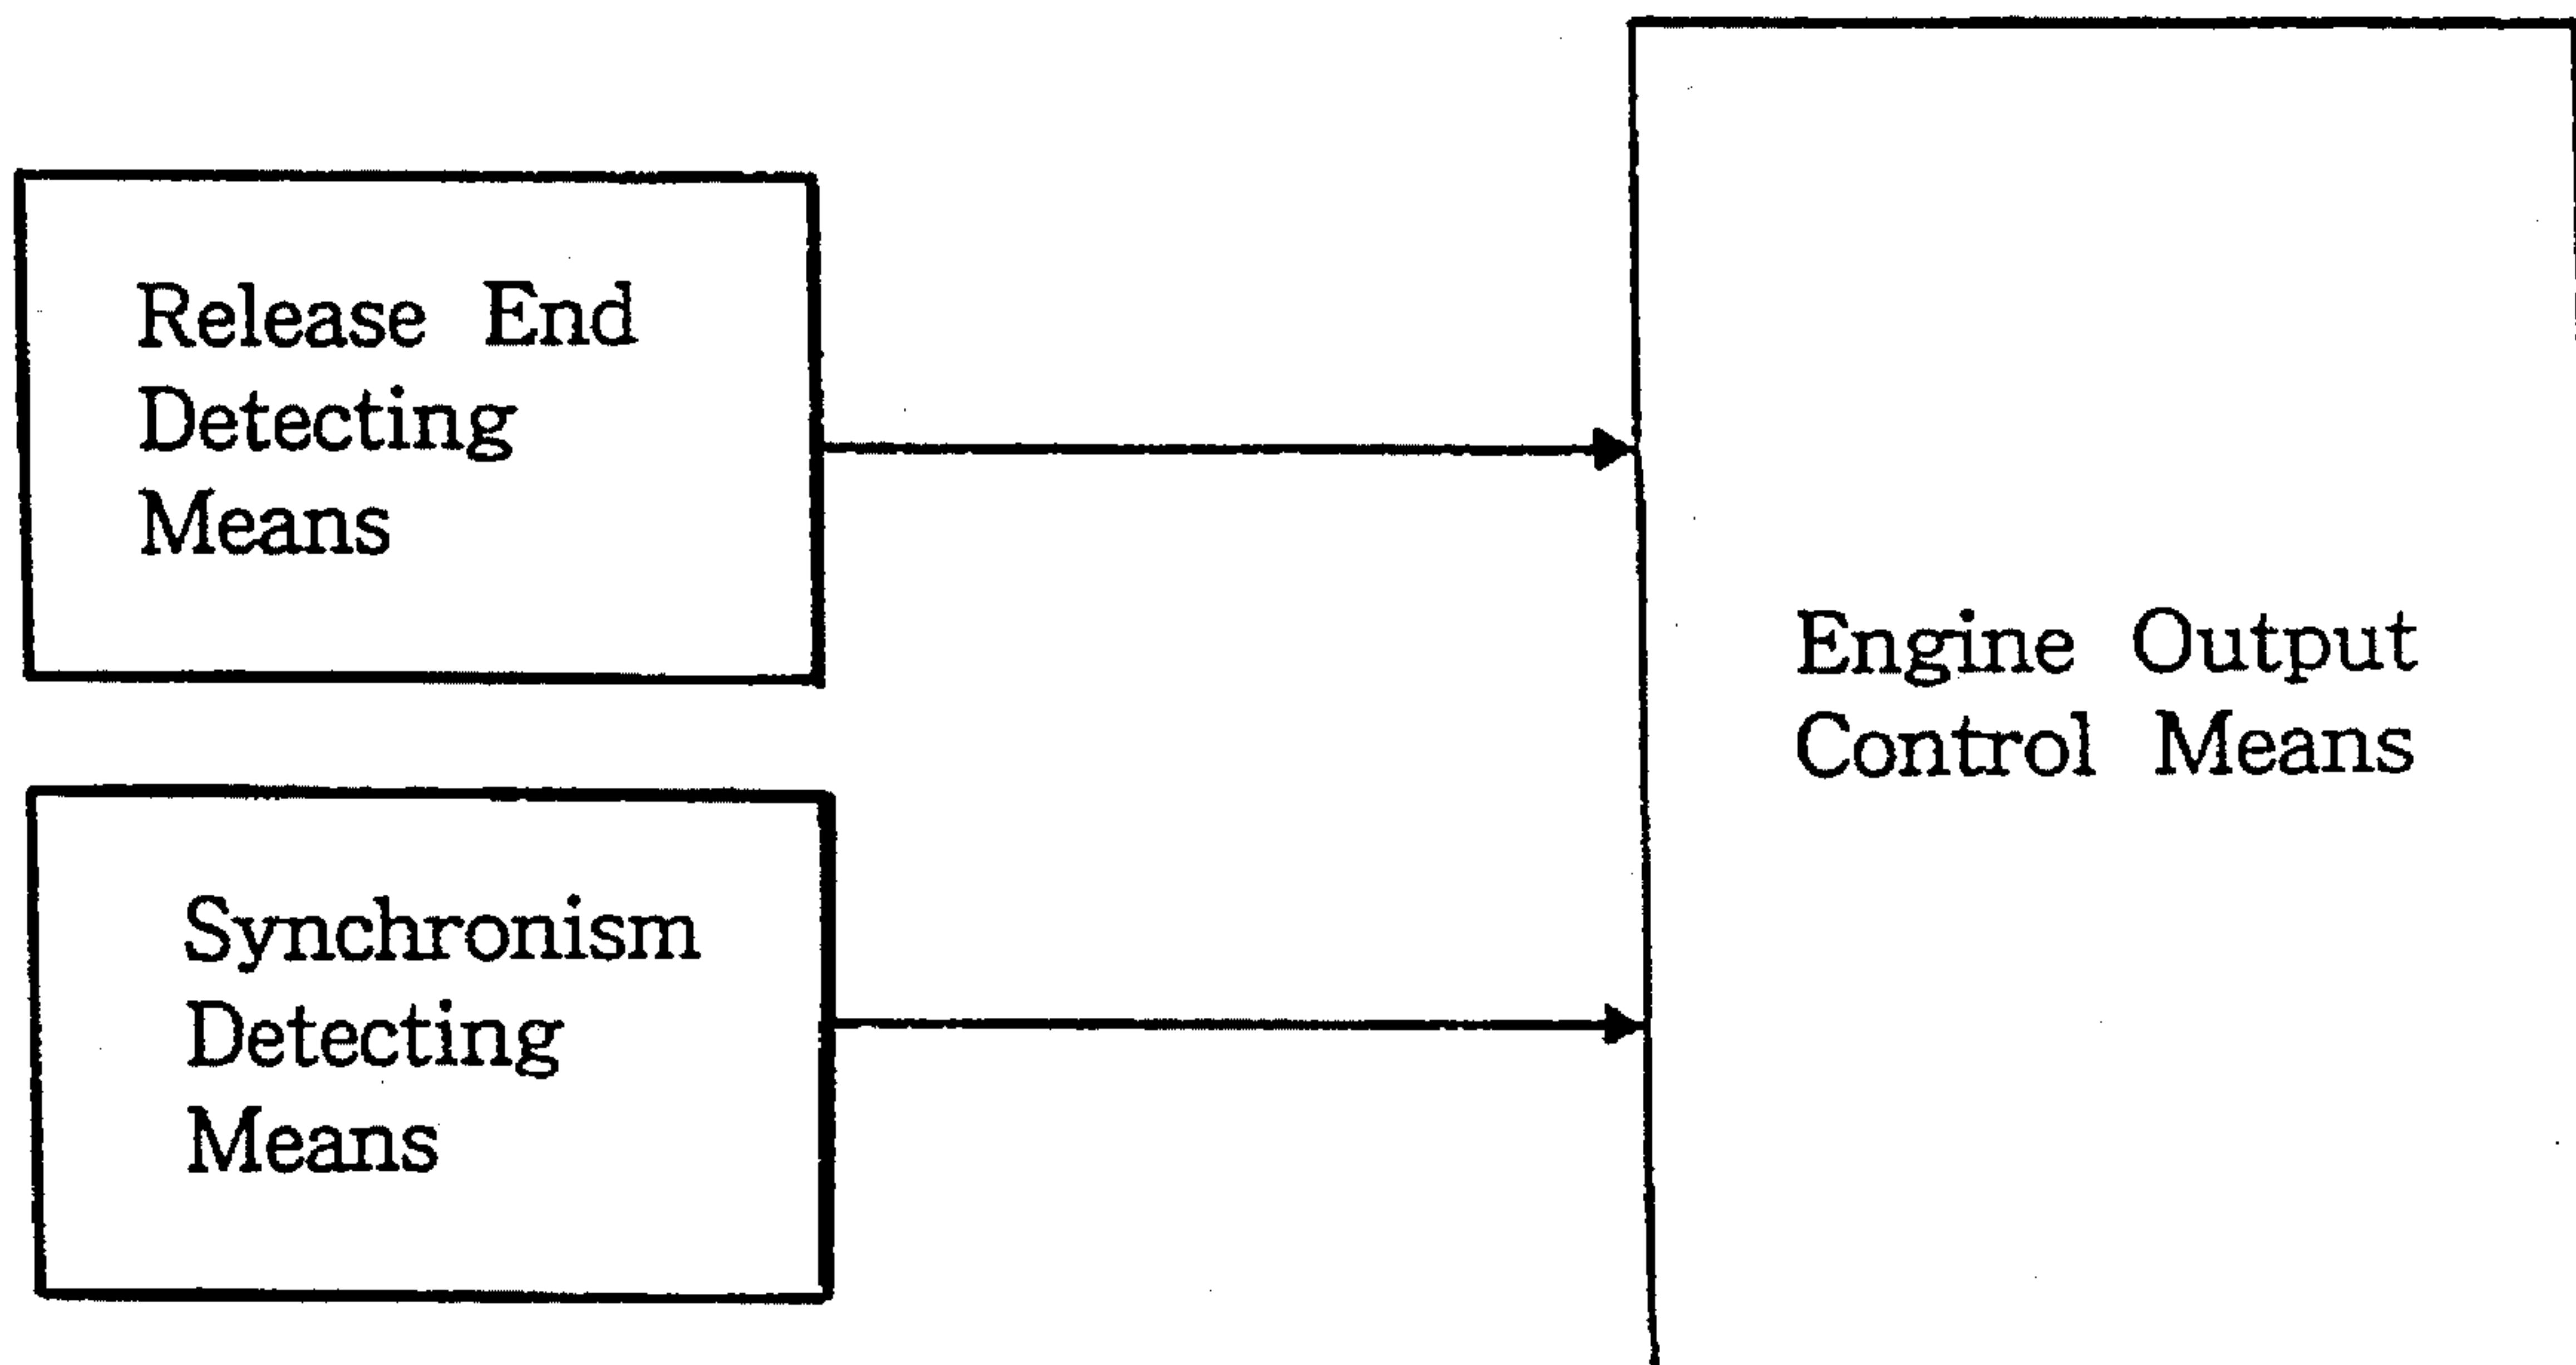 Release End
Detecting
Means
Engine Output
Control Means
Synchronism
Detecting
Means